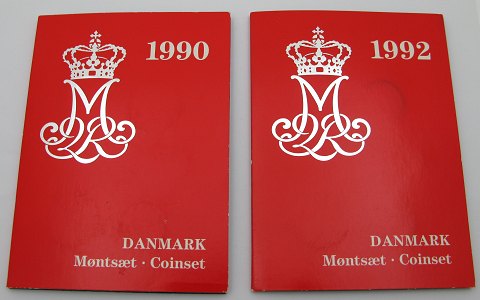 1990
DANMARK
Møntsæt · Coinset
1992
DANMARK
Møntsæt · Coinset